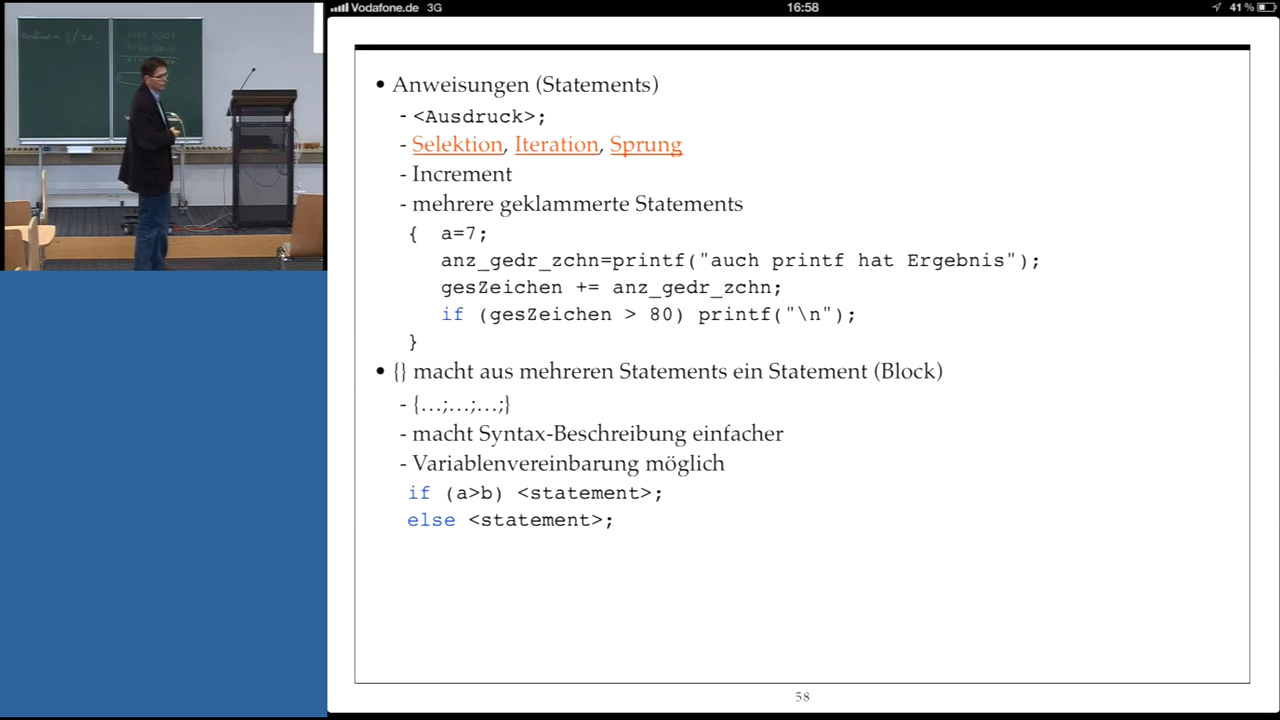 Vodafone.de 3G 16:58 41 %
• Anweisungen (Statements)
- <Ausdruck>;
- Selektion, Iteration, Sprung
- Increment
- mehrere geklammerte Statements
{ a=7;
anz_gedr_zchn=printf("auch printf hat Ergebnis");
gesZeichen += anz_gedr_zchn;
if (gesZeichen > 80) printf("\n");
}
• {} macht aus mehreren Statements ein Statement (Block)
- {...;...;...;}
- macht Syntax-Beschreibung einfacher
- Variablenvereinbarung möglich
if (a>b) <statement>;
else <statement>;
58